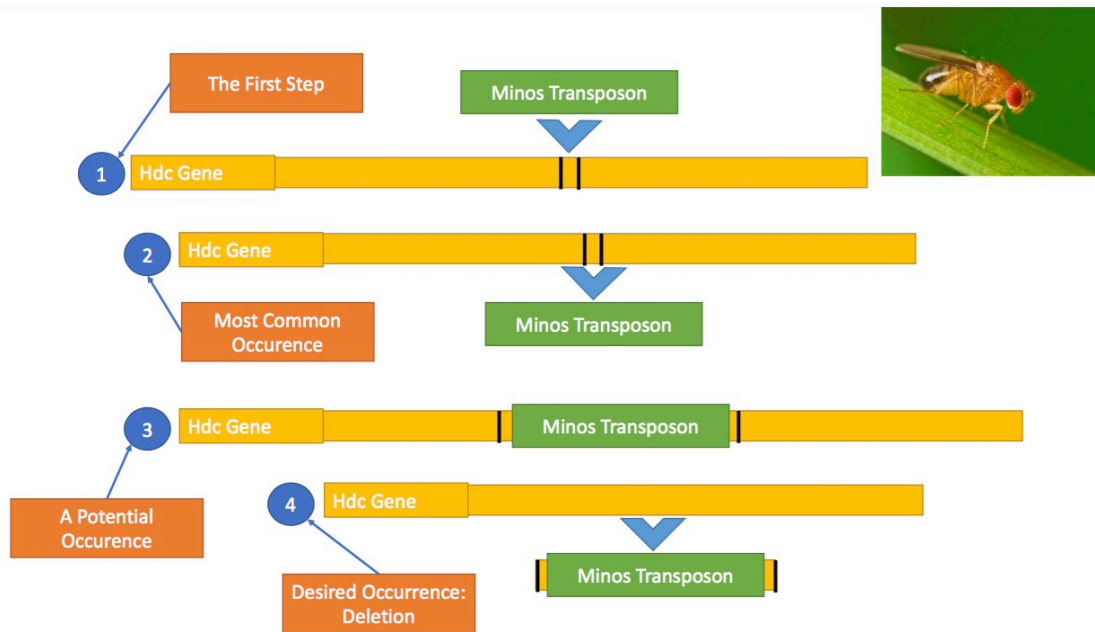 The First Step
Minos Transposon
1
Hdc Gene
2
Hdc Gene
Most Common
Occurence
Minos Transposon
3
Hdc Gene
Minos Transposon
A Potential
Occurence
4
Hdc Gene
Minos Transposon
Desired Occurrence:
Deletion